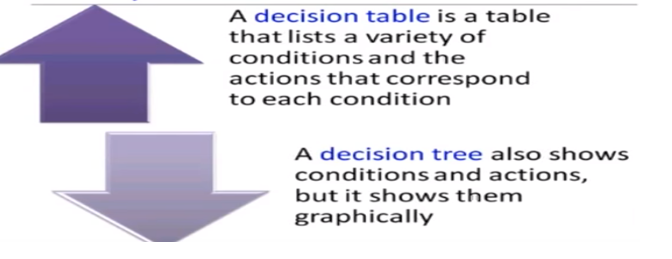 A decision table is a table
that lists a variety of
conditions and the
actions that correspond
to each condition
A decision tree also shows
conditions and actions,
but it shows them
graphically